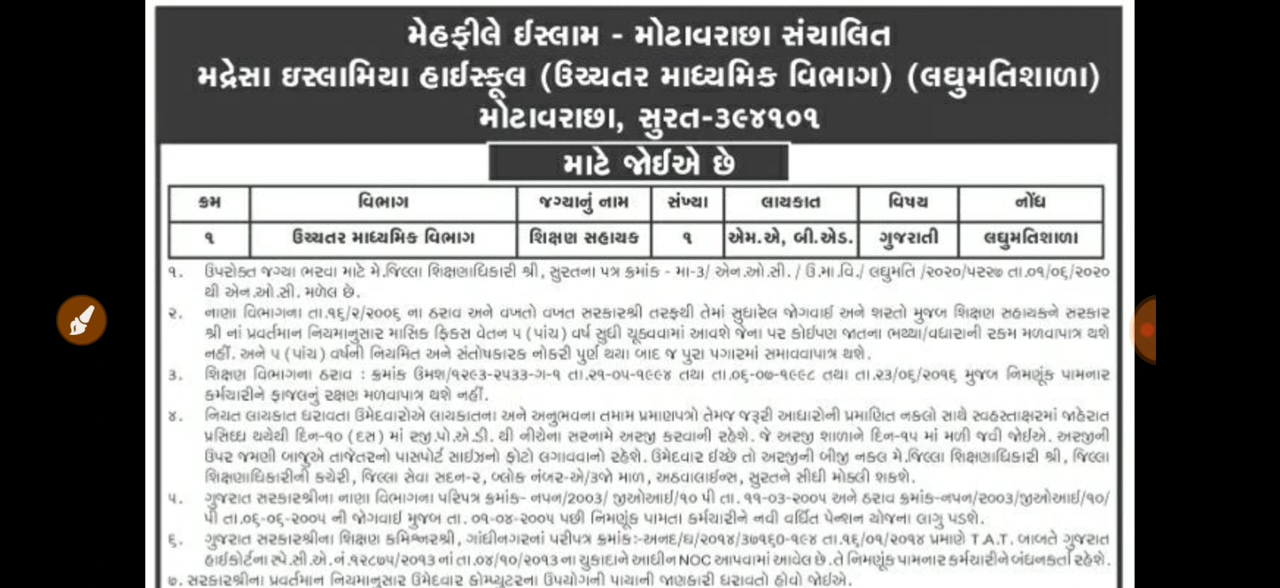 મેહફીલે ઈસ્લામ - મોટાવરાછા સંચાલિત
મદ્રેસા ઇસ્લામિયા હાઈસ્કૂલ (ઉચ્ચતર માધ્યમિક વિભાગ) (લઘુમતિશાળા)
મોટાવરાછા, સુરત-૩૯૪૧૦૧
માટે જોઈએ છે
ક્રમ વિભાગ જગ્યાનું નામ સંખ્યા લાયકાત વિષય નોંધ
૧ ઉચ્ચતર માધ્યમિક વિભાગ શિક્ષણ સહાયક ૧ એમ.એ, બી.એડ. ગુજરાતી લઘુમતિશાળા
૧. ઉપરોક્ત જગ્યા ભરવા માટે મે.જિલ્લા શિક્ષણાધિકારી શ્રી, સુરતના પત્ર ક્રમાંક - મા-૩/ એન.ઓ.સી. / ઉ.મા.વિ./ લઘુમતિ /૨૦૨૦/૫૨૨૭ તા.૦૧/૦૬/૨૦૨૦
થી એન.ઓ.સી. મળેલ છે.
૨. નાણા વિભાગના તા.૧૬/૨/૨૦૦૬ ના ઠરાવ અને વખતો વખત સરકારશ્રી તરફથી તેમાં સુધારેલ જોગવાઈ અને શરતો મુજબ શિક્ષણ સહાયકને સરકાર
શ્રી નાં પ્રવર્તમાન નિયમાનુસાર માસિક ફિકસ વેતન ૫ (પાંચ) વર્ષ સુધી ચૂકવવામાં આવશે જેના પર કોઈપણ જાતના ભથ્થા/વધારાની રકમ મળવાપાત્ર થશે
નહીં. અને ૫ (પાંચ) વર્ષની નિયમિત અને સંતોષકારક નોકરી પુર્ણ થયા બાદ જ પુરા પગારમાં સમાવવાપાત્ર થશે.
૩. શિક્ષણ વિભાગના ઠરાવ : ક્રમાંક ઉમશ/૧૨૯૩-૨૫૩૩-ગ-૧ તા.૨૧-૦૫-૧૯૯૪ તથા તા.૦૬-૦૭-૧૯૯૮ તથા તા.૨૩/૦૬/૨૦૧૬ મુજબ નિમણૂંક પામનાર
કર્મચારીને ફાજલનું રક્ષણ મળવાપાત્ર થશે નહીં.
૪. નિયત લાયકાત ધરાવતા ઉમેદવારોએ લાયકાતના અને અનુભવના તમામ પ્રમાણપત્રો તેમજ જરૂરી આધારોની પ્રમાણિત નકલો સાથે સ્વહસ્તાક્ષરમાં જાહેરાત
પ્રસિધ્ધ થયેથી દિન-૧૦ (દસ) માં રજી.પો.એ.ડી. થી નીચેના સરનામે અરજી કરવાની રહેશે. જે અરજી શાળાને દિન-૧૫ માં મળી જવી જોઈએ. અરજીની
ઉપર જમણી બાજુએ તાજેતરનો પાસપોર્ટ સાઈઝનો ફોટો લગાવવાનો રહેશે. ઉમેદવાર ઈચ્છે તો અરજીની બીજી નકલ મે.જિલ્લા શિક્ષણાધિકારી શ્રી, જિલ્લા
શિક્ષણાધિકારીની કચેરી, જિલ્લા સેવા સદન-૨, બ્લોક નંબર-એ/૩જો માળ, અઠવાલાઈન્સ, સુરતને સીધી મોકલી શકશે.
૫. ગુજરાત સરકારશ્રીના નાણા વિભાગના પરિપત્ર ક્રમાંક- નપન/૨૦૦૩/ જીઓઆઈ/૧૦ પી તા. ૧૧-૦૩-૨૦૦૫ અને ઠરાવ ક્રમાંક-નપન/૨૦૦૩/જીઓઆઈ/૧૦/
પી તા.૦૬-૦૬-૨૦૦૫ ની જોગવાઈ મુજબ તા. ૦૧-૦૪-૨૦૦૫ પછી નિમણૂંક પામતા કર્મચારીને નવી વર્ધિત પેન્શન યોજના લાગુ પડશે.
૬. ગુજરાત સરકારશ્રીના શિક્ષણ કમિશ્નરશ્રી, ગાંધીનગરનાં પરીપત્ર ક્રમાંક:-અનદ/ઘ/૨૦૧૪/૩૭૧૬૦-૧૯૪ તા.૧૬/૦૧/૨૦૧૪ પ્રમાણે T.A.T. બાબતે ગુજરાત
હાઈકોર્ટના સ્પે.સી.એ. નં.૧૨૮૭૫/૨૦૧૩ નાં તા.૦૪/૧૦/૨૦૧૩ ના ચુકાદાને આધીન NOC આપવામાં આવેલ છે. તે નિમણૂંક પામનાર કર્મચારીને બંધનકર્તા રહેશે.
૭. સરકારશ્રીના પ્રવર્તમાન નિયમાનુસાર ઉમેદવાર કોમ્પ્યુટરના ઉપયોગની પાયાની જાણકારી ધરાવતો હોવો જોઈએ.